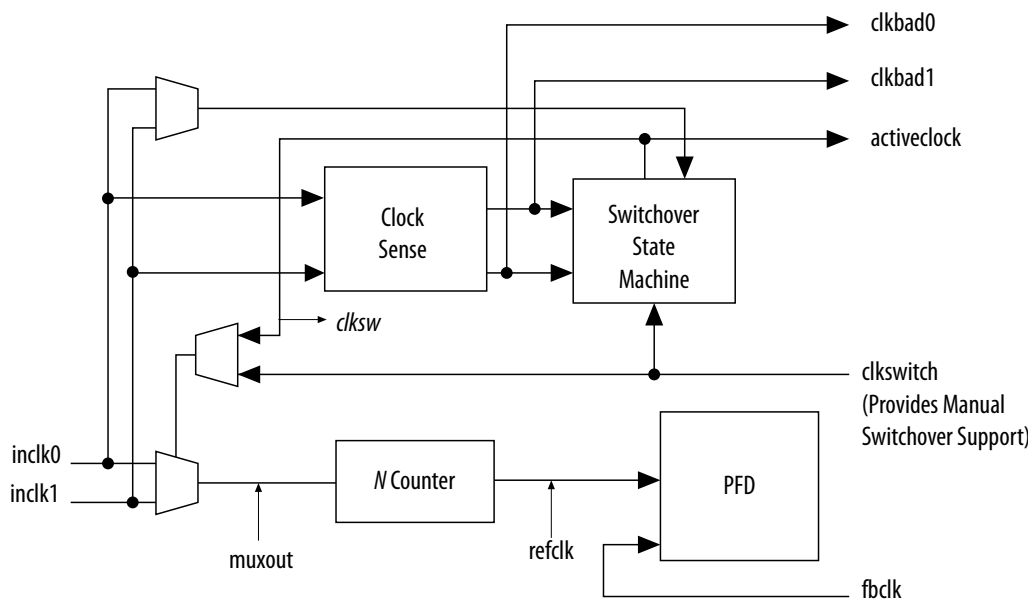 clkbad0
clkbad1
activeclock
Clock
Sense
Switchover
State
Machine
clksw
clkswitch
(Provides Manual
Switchover Support)
inclk0
inclk1
N Counter
PFD
muxout
refclk
fbclk